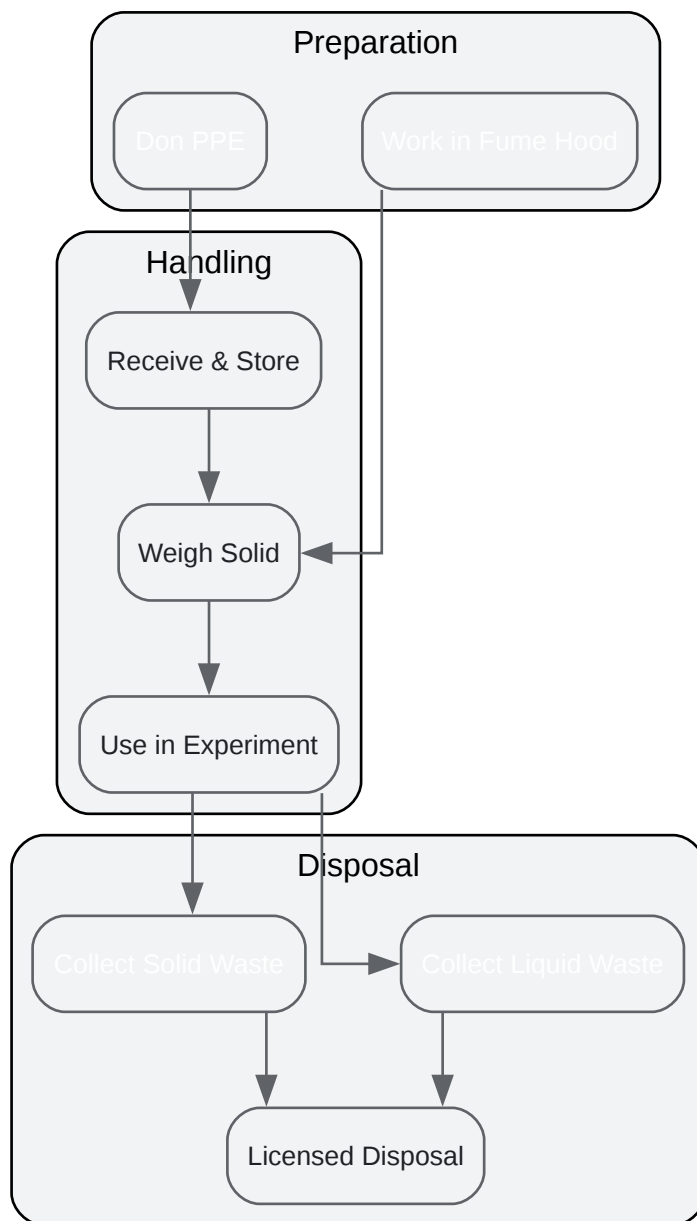 Preparation
Don PPE
Work in Fume Hood
Handling
Receive & Store
Weigh Solid
Use in Experiment
Disposal
Collect Solid Waste
Collect Liquid Waste
Licensed Disposal